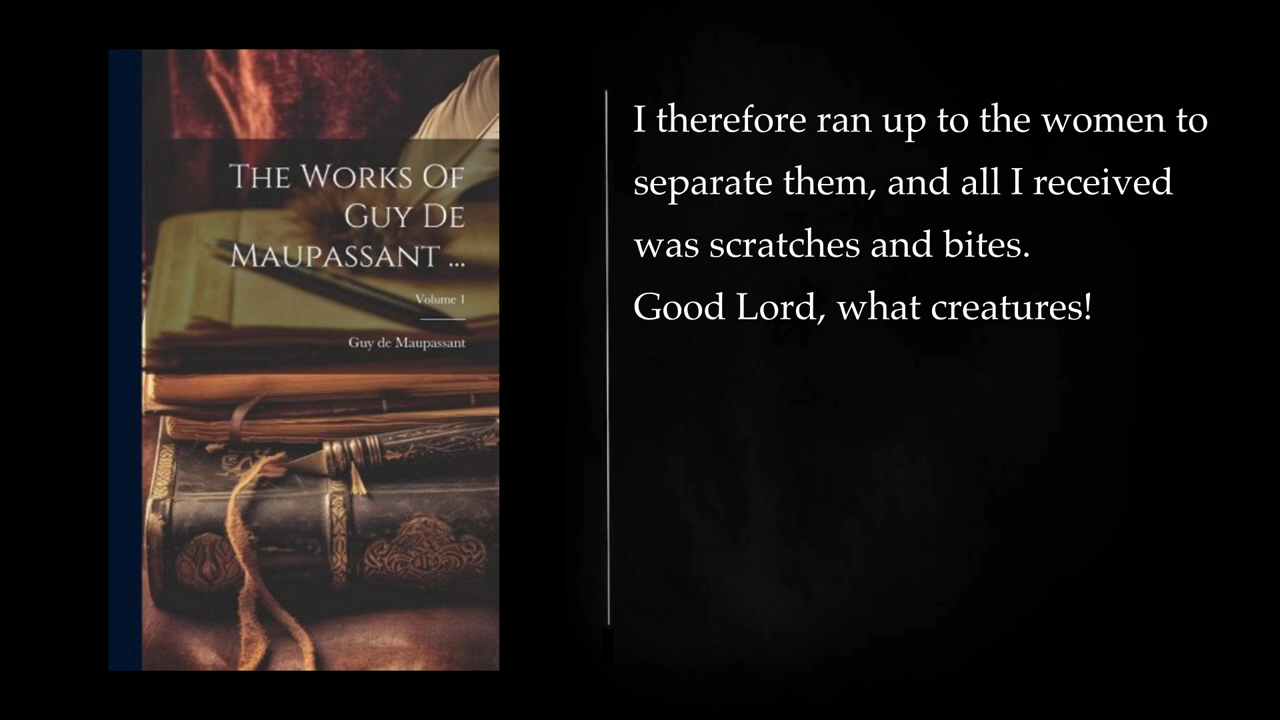 THE WORKS OF
GUY DE
MAUPASSANT ...
Volume 1
Guy de Maupassant
I therefore ran up to the women to
separate them, and all I received
was scratches and bites.
Good Lord, what creatures!